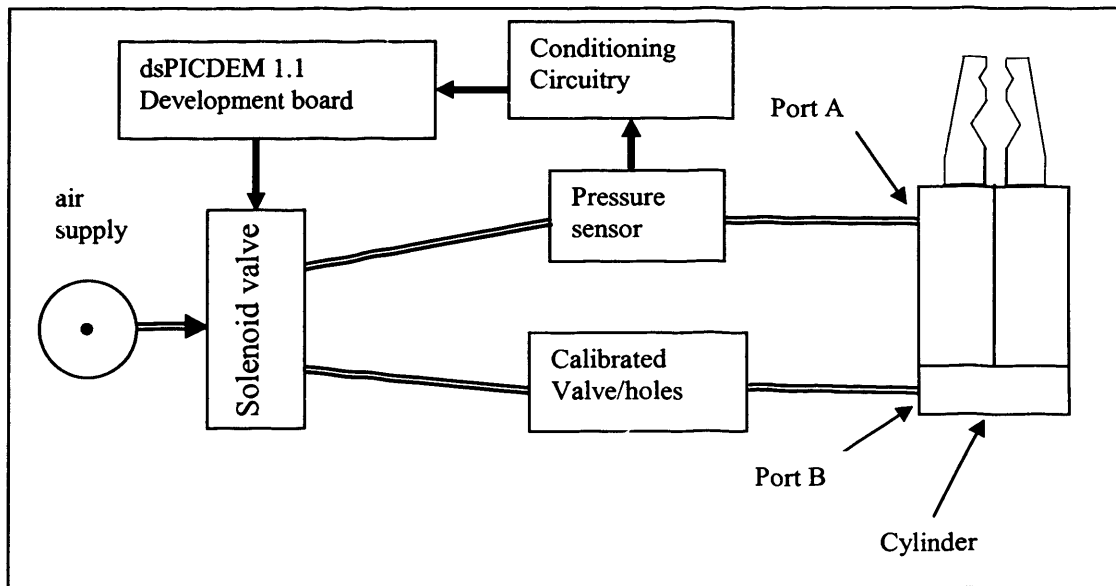 dsPICDEM 1.1
Development board
Conditioning
Circuitry
Port A
air
supply
Solenoid valve
Pressure
sensor
Calibrated
Valve/holes
Port B
Cylinder